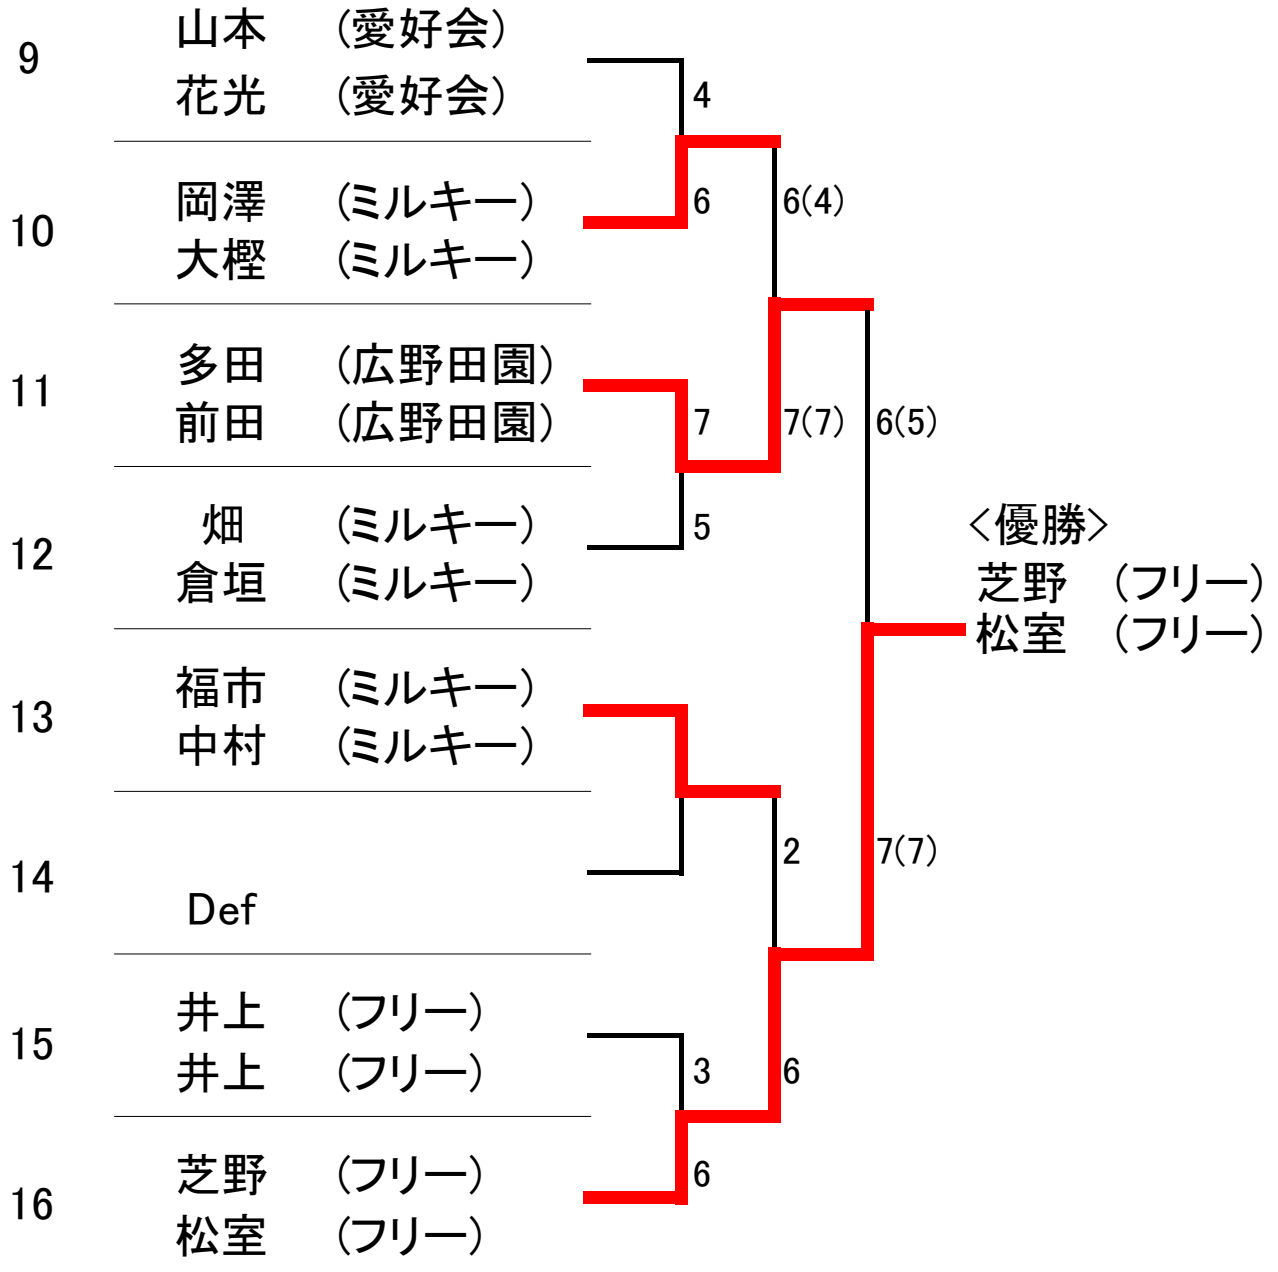 9
山本 (愛好会)
花光 (愛好会)
4
10
岡澤 (ミルキー)
大樫 (ミルキー)
6
6(4)
11
多田 (広野田園)
前田 (広野田園)
7
7(7)
6(5)
12
畑 (ミルキー)
倉垣 (ミルキー)
5
<優勝>
芝野 (フリー)
松室 (フリー)
13
福市 (ミルキー)
中村 (ミルキー)
14
Def
2
7(7)
15
井上 (フリー)
井上 (フリー)
3
6
16
芝野 (フリー)
松室 (フリー)
6